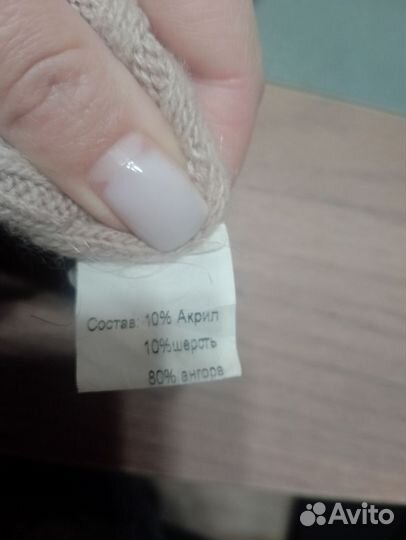 Состав: 10% Акрил
10%шерсть
80% ангора
Avito